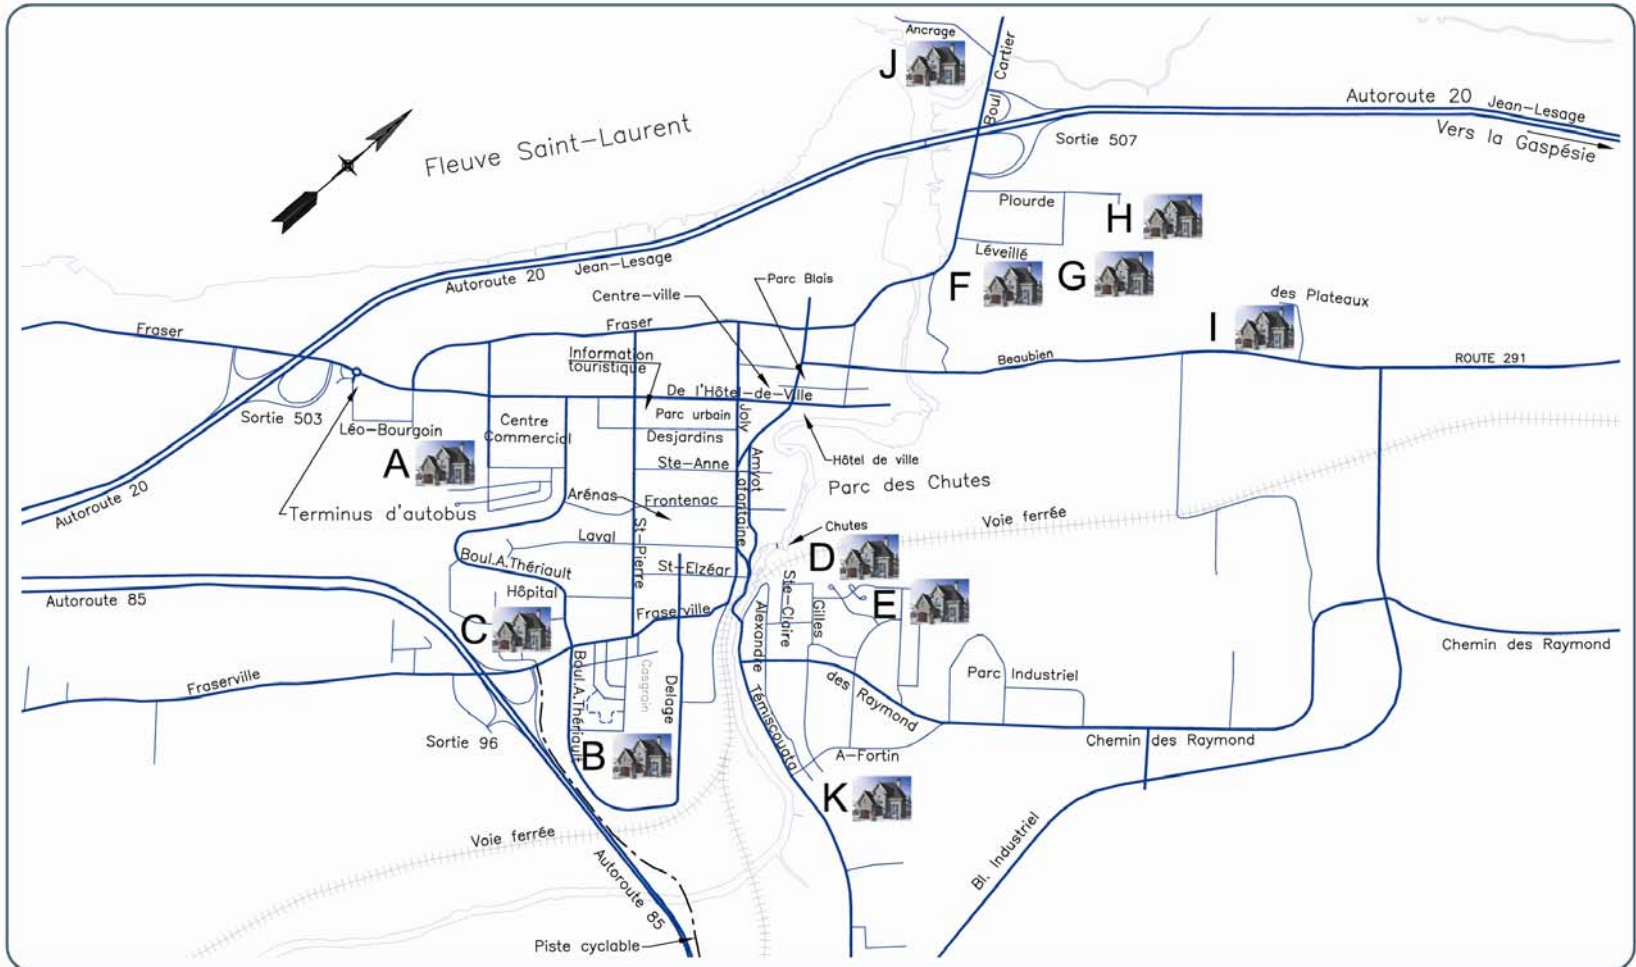 Ancrage
J
Boul Cartier
Autoroute 20 Jean-Lesage
Vers la Gaspésie
Sortie 507
Fleuve Saint-Laurent
Plourde
H
Léveillé
F
G
Autoroute 20 Jean-Lesage
Parc Blais
Centre-ville
des Plateaux
I
Fraser
Fraser
Information
touristique
Beaubien
ROUTE 291
De l'Hôtel-de-Ville
Sortie 503
Léo-Bourgoin
Centre
Commercial
Parc urbain
Joly
Desjardins
A
Ste-Anne
Amyot
Hôtel de ville
Parc des Chutes
Autoroute 20
Terminus d'autobus
Arénas
Frontenac
Lafontaine
Voie ferrée
Chutes
Laval
St-Pierre
D
Boul.A.Thériault
St-Elzéar
Autoroute 85
Hôpital
Ste-Claire
Gilles
E
Alexandre
Fraserville
C
Chemin des Raymond
Fraserville
Boul.A.Thériault
Casgrain
Delage
des Raymond
Parc Industriel
Témiscouata
Sortie 96
B
A-Fortin
Chemin des Raymond
K
Voie ferrée
Autoroute 85
Bl. Industriel
Piste cyclable